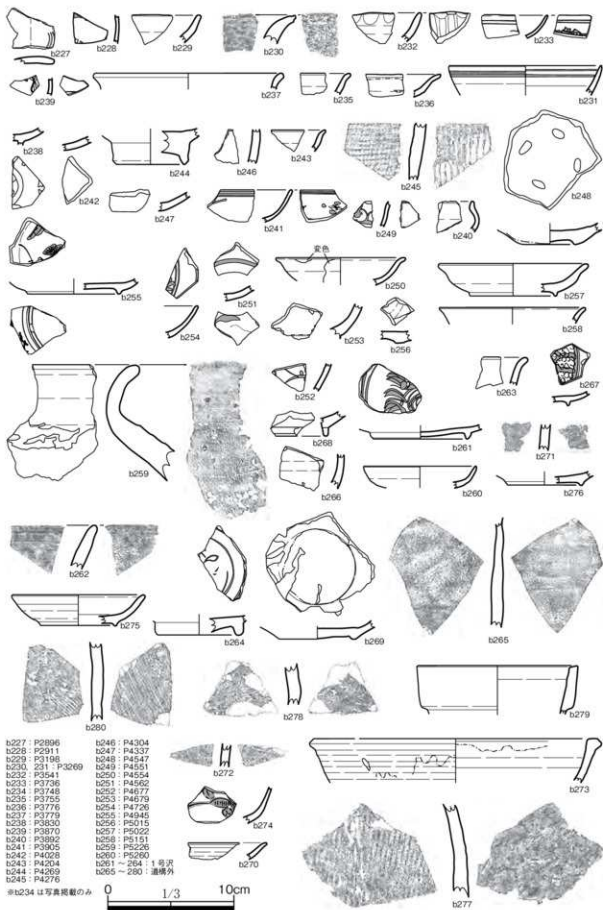 b227
b228
b229
b230
b232
b233
b239
b237
b235
b236
b231
b238
b242
b244
b246
b243
b245
b248
b247
b241
b249
b240
b255
b251
変色
b250
b257
b254
b253
b256
b258
b259
b252
b263
b267
b268
b261
b271
b266
b260
b276
b262
b275
b264
b269
b265
b280
b278
b279
b272
b273
b274
b270
b277
b227:P2896
b228:P2911
b229:P3198
b230, 231:P3269
b232:P3541
b233:P3736
b234:P3748
b235:P3755
b236:P3776
b237:P3779
b238:P3830
b239:P3870
b240:P3892
b241:P3905
b242:P4028
b243:P4204
b244:P4269
b245:P4276
b246:P4304
b247:P4337
b248:P4547
b249:P4551
b250:P4554
b251:P4562
b252:P4677
b253:P4679
b254:P4726
b255:P4945
b256:P5015
b257:P5022
b258:P5151
b259:P5226
b260:P5260
b261～264:1号沢
b265～280:遺構外
※b234は写真掲載のみ
0 1/3 10cm